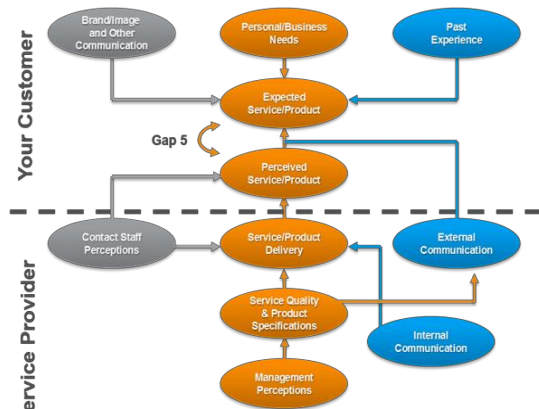 Your Customer
Brand/Image
and Other
Communication
Personal/Business
Needs
Past
Experience
Expected
Service/Product
Gap 5
Perceived
Service/Product
ervice Provider
Contact Staff
Perceptions
Service/Product
Delivery
External
Communication
Service Quality
& Product
Specifications
Internal
Communication
Management
Perceptions